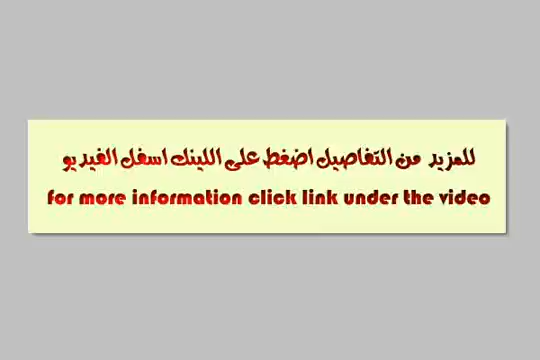 للمزيد من التفاصيل اضغط على اللينك اسفل الفيديو
for more information click link under the video